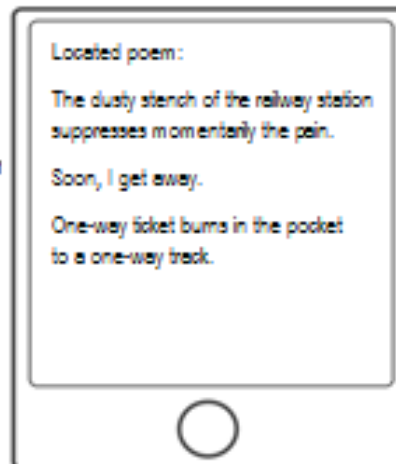 Located poem:
The dusty stench of the railway station
suppresses momentarily the pain.
Soon, I get away.
One-way ticket burns in the pocket
to a one-way track.